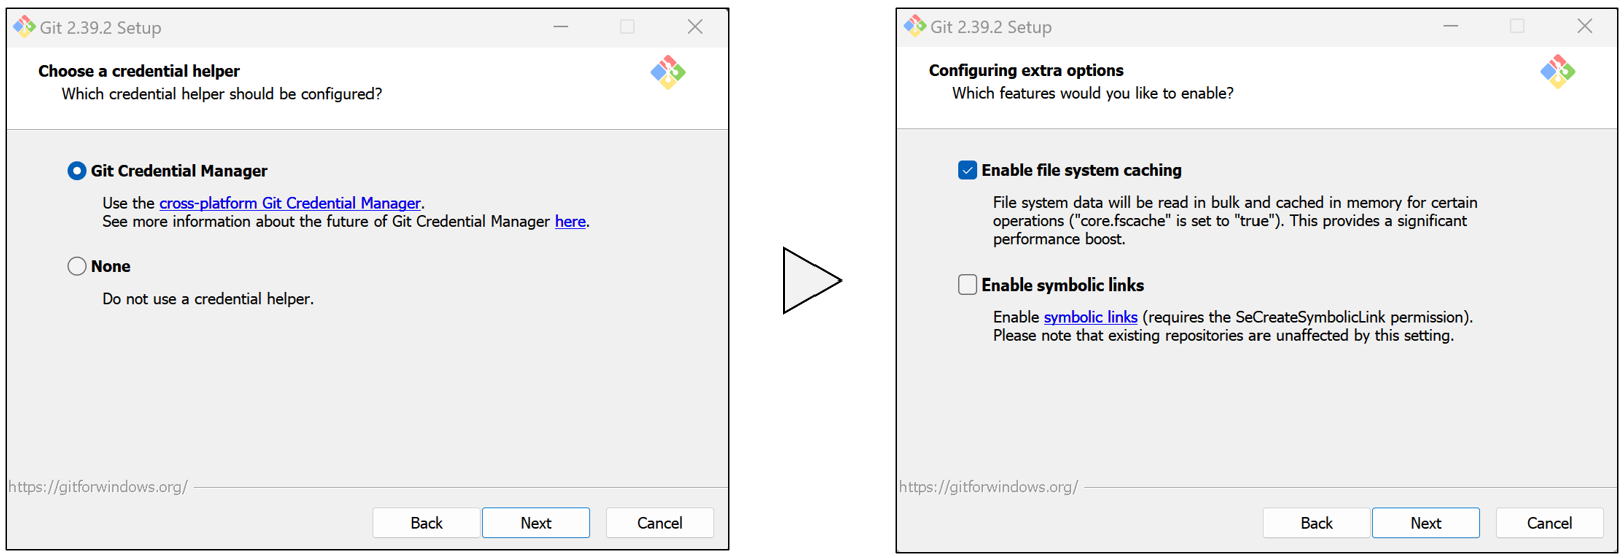 Git 2.39.2 Setup
Choose a credential helper
Which credential helper should be configured?
Git Credential Manager
Use the cross-platform Git Credential Manager.
See more information about the future of Git Credential Manager here.
None
Do not use a credential helper.
https://gitforwindows.org/
Back Next Cancel
Git 2.39.2 Setup
Configuring extra options
Which features would you like to enable?
Enable file system caching
File system data will be read in bulk and cached in memory for certain
operations ("core.fscache" is set to "true"). This provides a significant
performance boost.
Enable symbolic links
Enable symbolic links (requires the SeCreateSymbolicLink permission).
Please note that existing repositories are unaffected by this setting.
https://gitforwindows.org/
Back Next Cancel